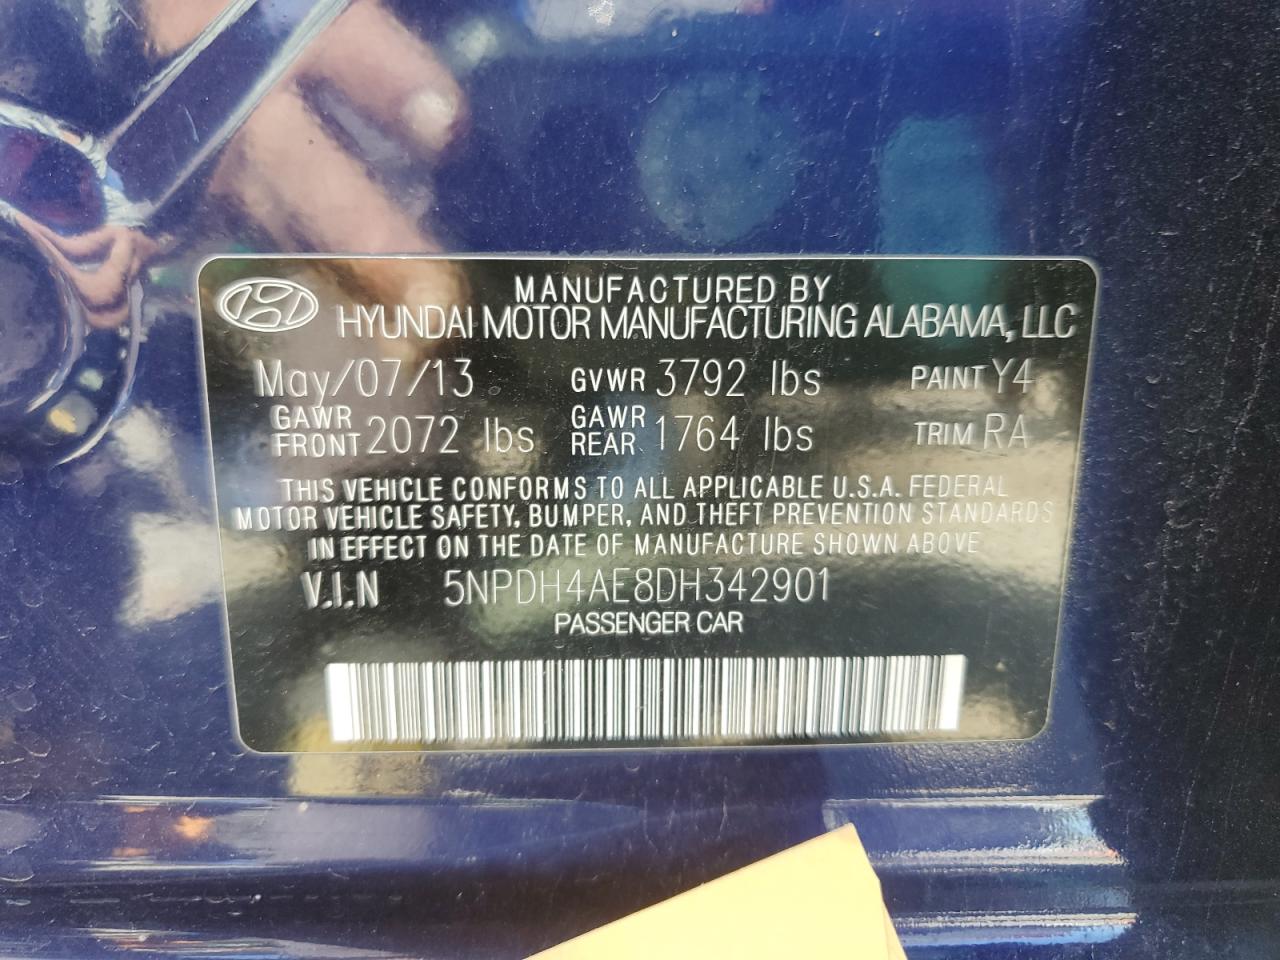 MANUFACTURED BY
HYUNDAI MOTOR MANUFACTURING ALABAMA, LLC
May/07/13 GVWR 3792 lbs PAINT Y4
GAWR FRONT 2072 lbs GAWR REAR 1764 lbs TRIM RA
THIS VEHICLE CONFORMS TO ALL APPLICABLE U.S.A. FEDERAL
MOTOR VEHICLE SAFETY, BUMPER, AND THEFT PREVENTION STANDARDS
IN EFFECT ON THE DATE OF MANUFACTURE SHOWN ABOVE
V.I.N 5NPDH4AE8DH342901
PASSENGER CAR